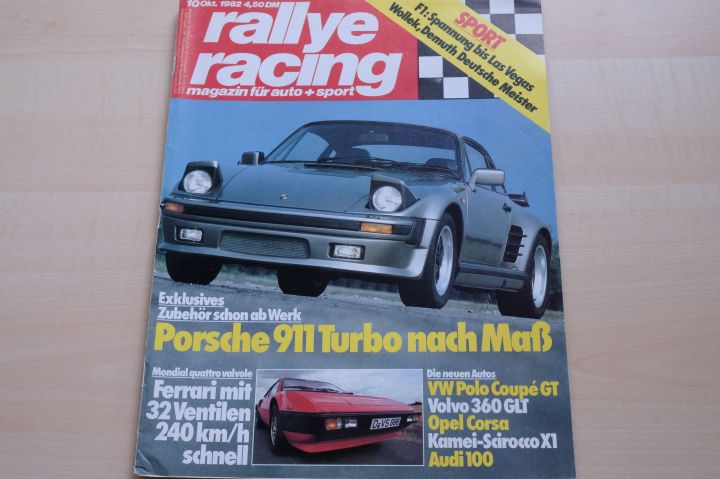 10 Okt. 1982 4,50 DM
rallye
racing
magazin für auto + sport
SPORT
F1: Spannung bis Las Vegas
Wollek, Demuth Deutsche Meister
Exklusives
Zubehör schon ab Werk
Porsche 911 Turbo nach Maß
Mondial quattro valvole
Ferrari mit
32 Ventilen
240 km/h
schnell
Die neuen Autos
VW Polo Coupé GT
Volvo 360 GLT
Opel Corsa
Kamei-Scirocco X1
Audi 100